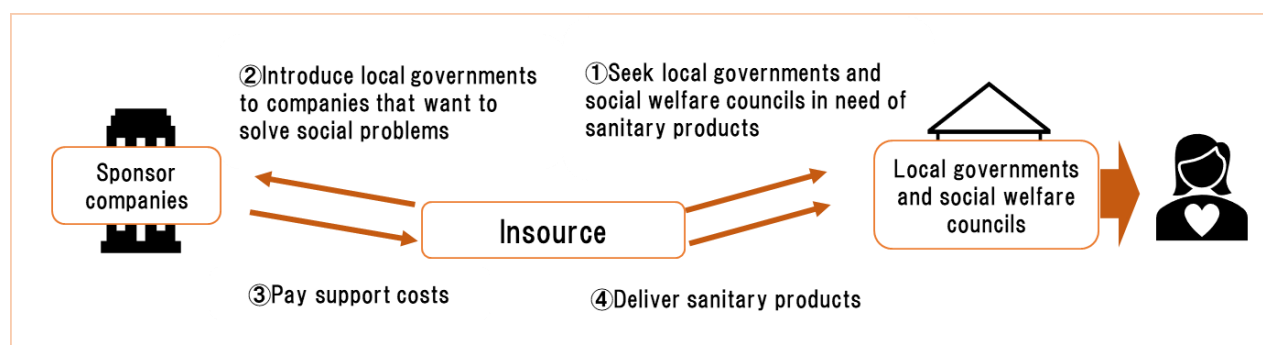 ②Introduce local governments
to companies that want to
solve social problems
①Seek local governments and
social welfare councils in need of
sanitary products
Sponsor
companies
Insource
Local governments
and social welfare
councils
③Pay support costs
④Deliver sanitary products